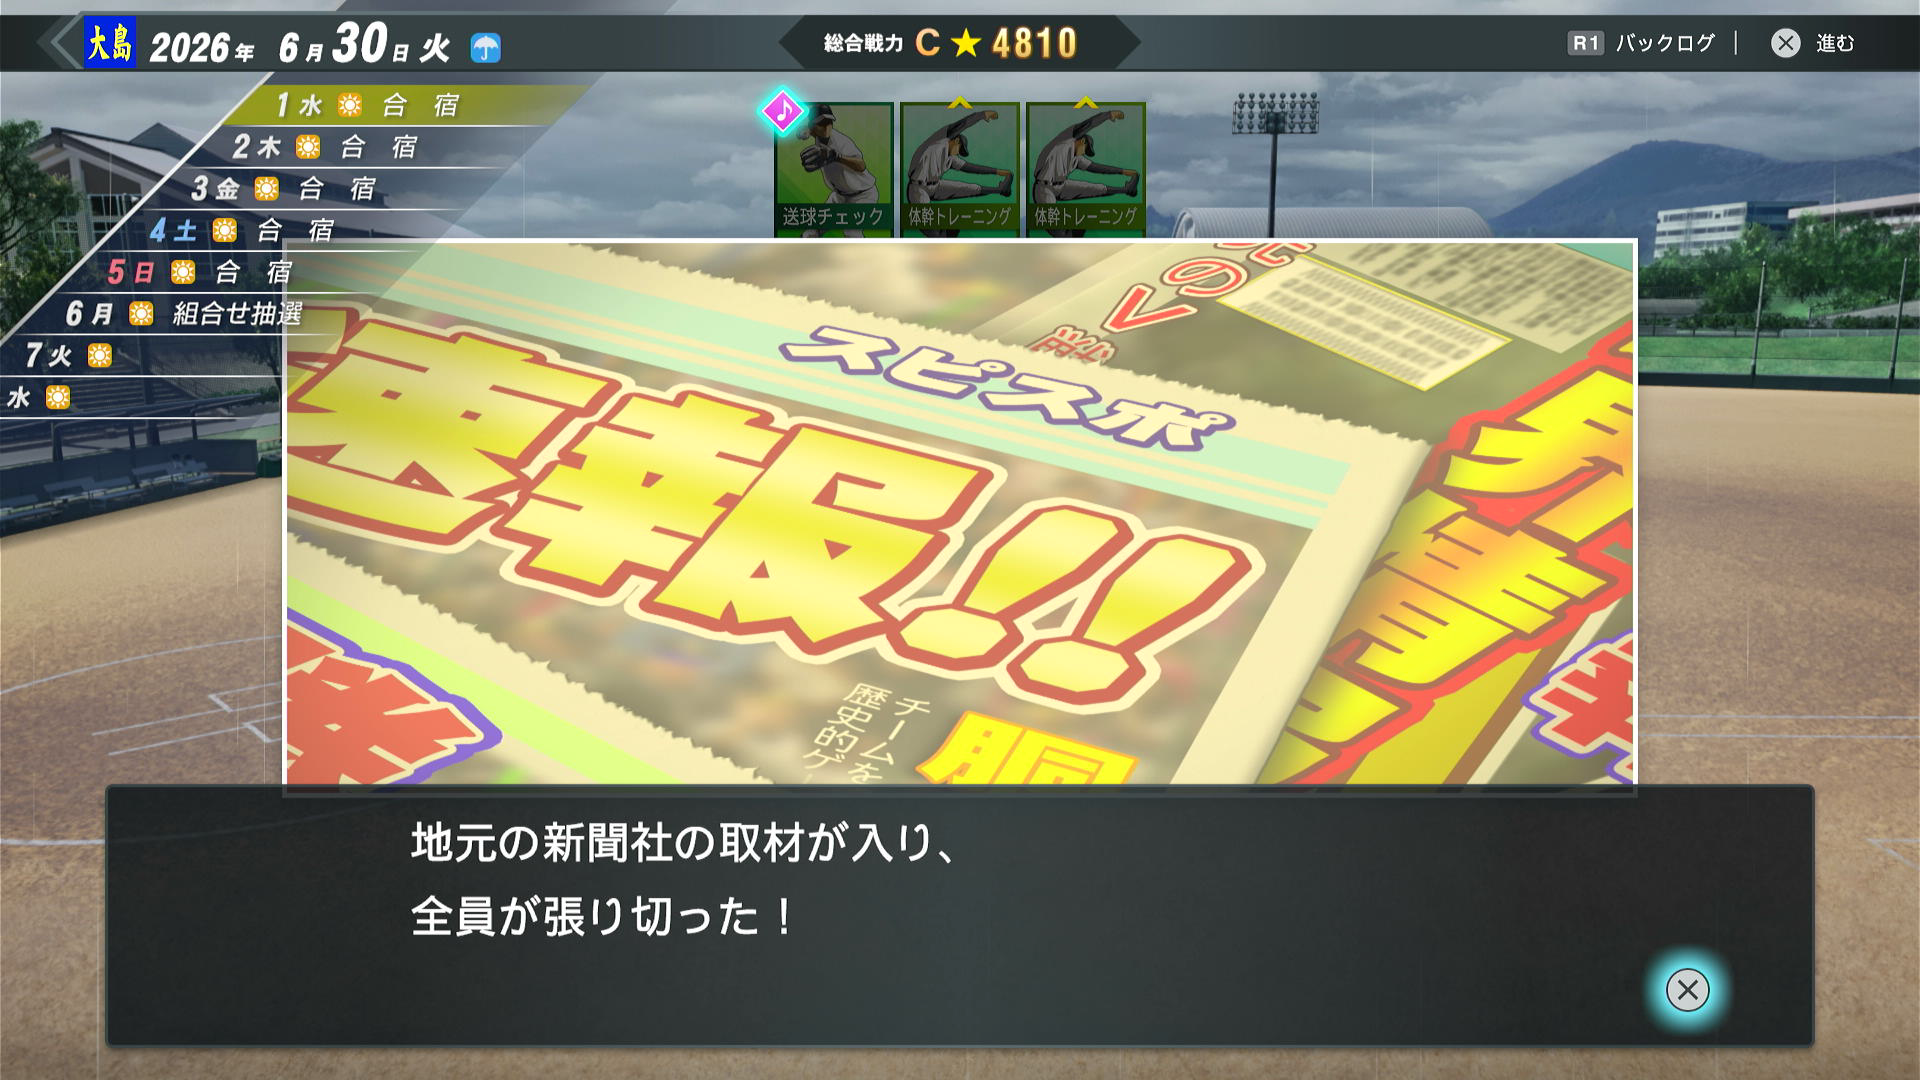 大島 2026年 6月30日 火
総合戦力 C ★ 4810
R1 バックログ | ⊗ 進む
1 水 合 宿
2 木 合 宿
3 金 合 宿
4 土 合 宿
5 日 合 宿
6 月 組合せ抽選
7 火
水
送球チェック
体幹トレーニング
体幹トレーニング
スピスポ
速報!!
チームを
歴史的ゲ
地元の新聞社の取材が入り、
全員が張り切った！